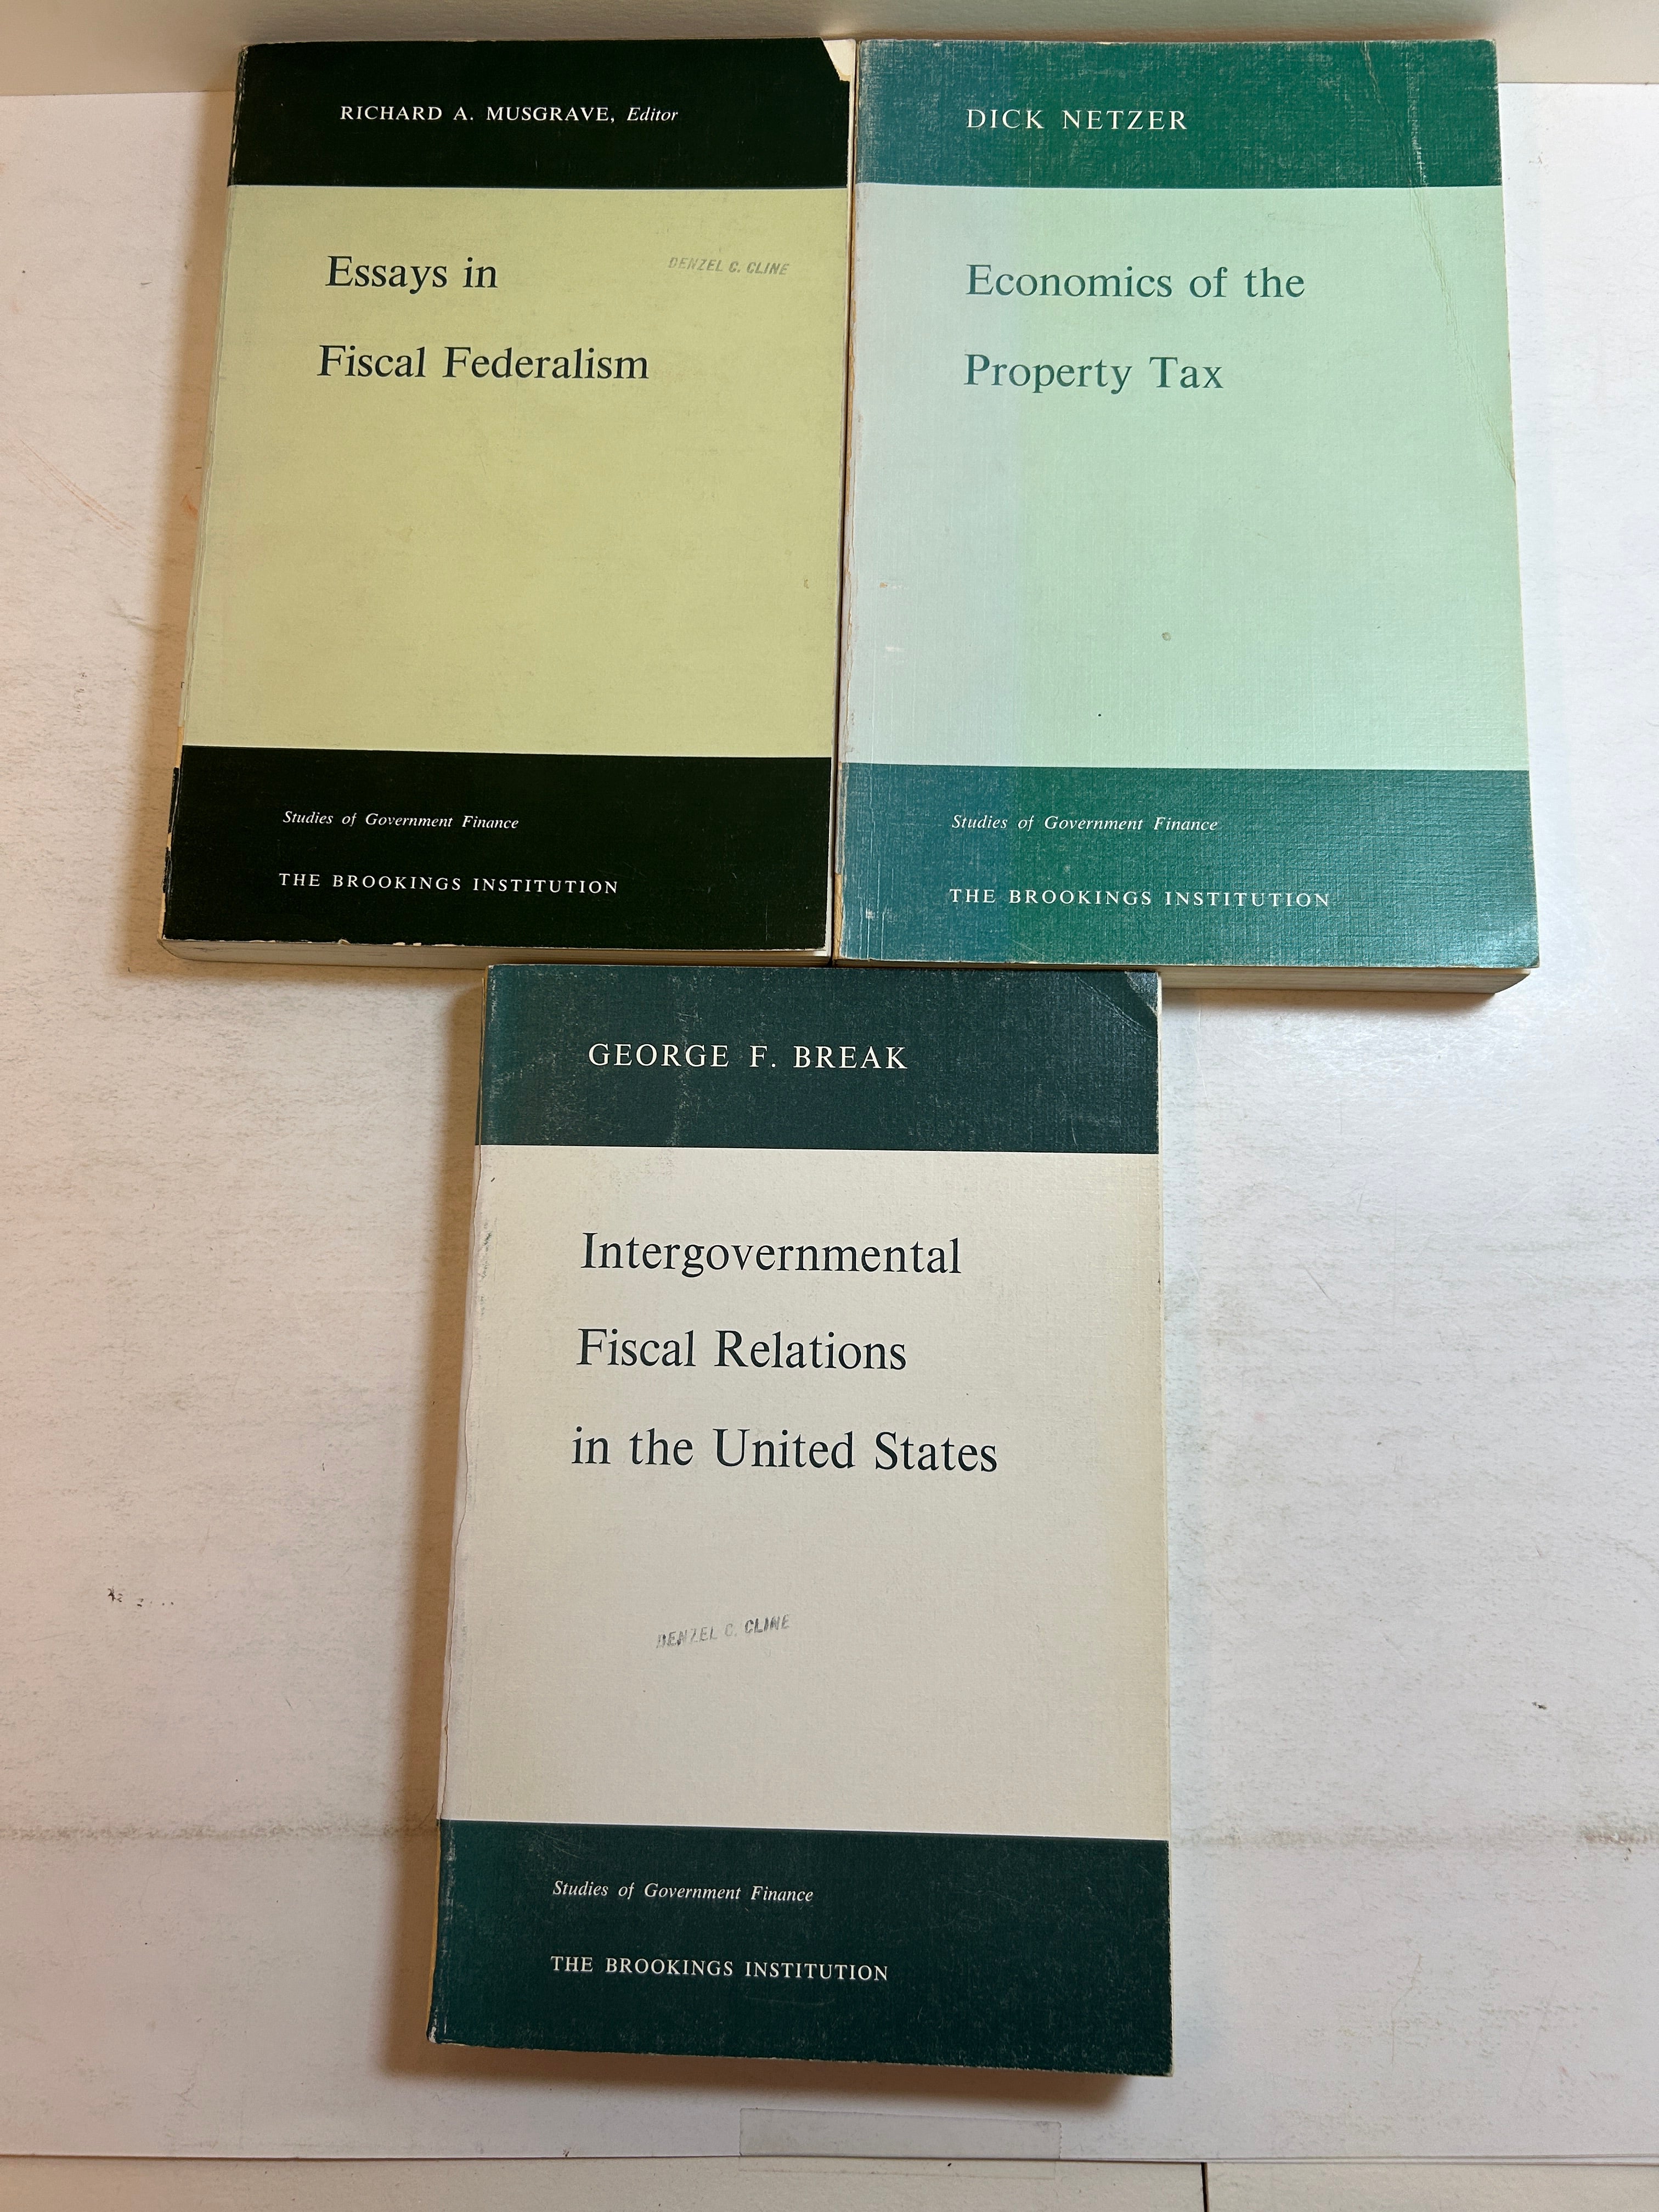 RICHARD A. MUSGRAVE, Editor
Essays in
DENZEL C. CLINE
Fiscal Federalism
Studies of Government Finance
THE BROOKINGS INSTITUTION
DICK NETZER
Economics of the
Property Tax
Studies of Government Finance
THE BROOKINGS INSTITUTION
GEORGE F. BREAK
Intergovernmental
Fiscal Relations
in the United States
DENZEL C. CLINE
Studies of Government Finance
THE BROOKINGS INSTITUTION